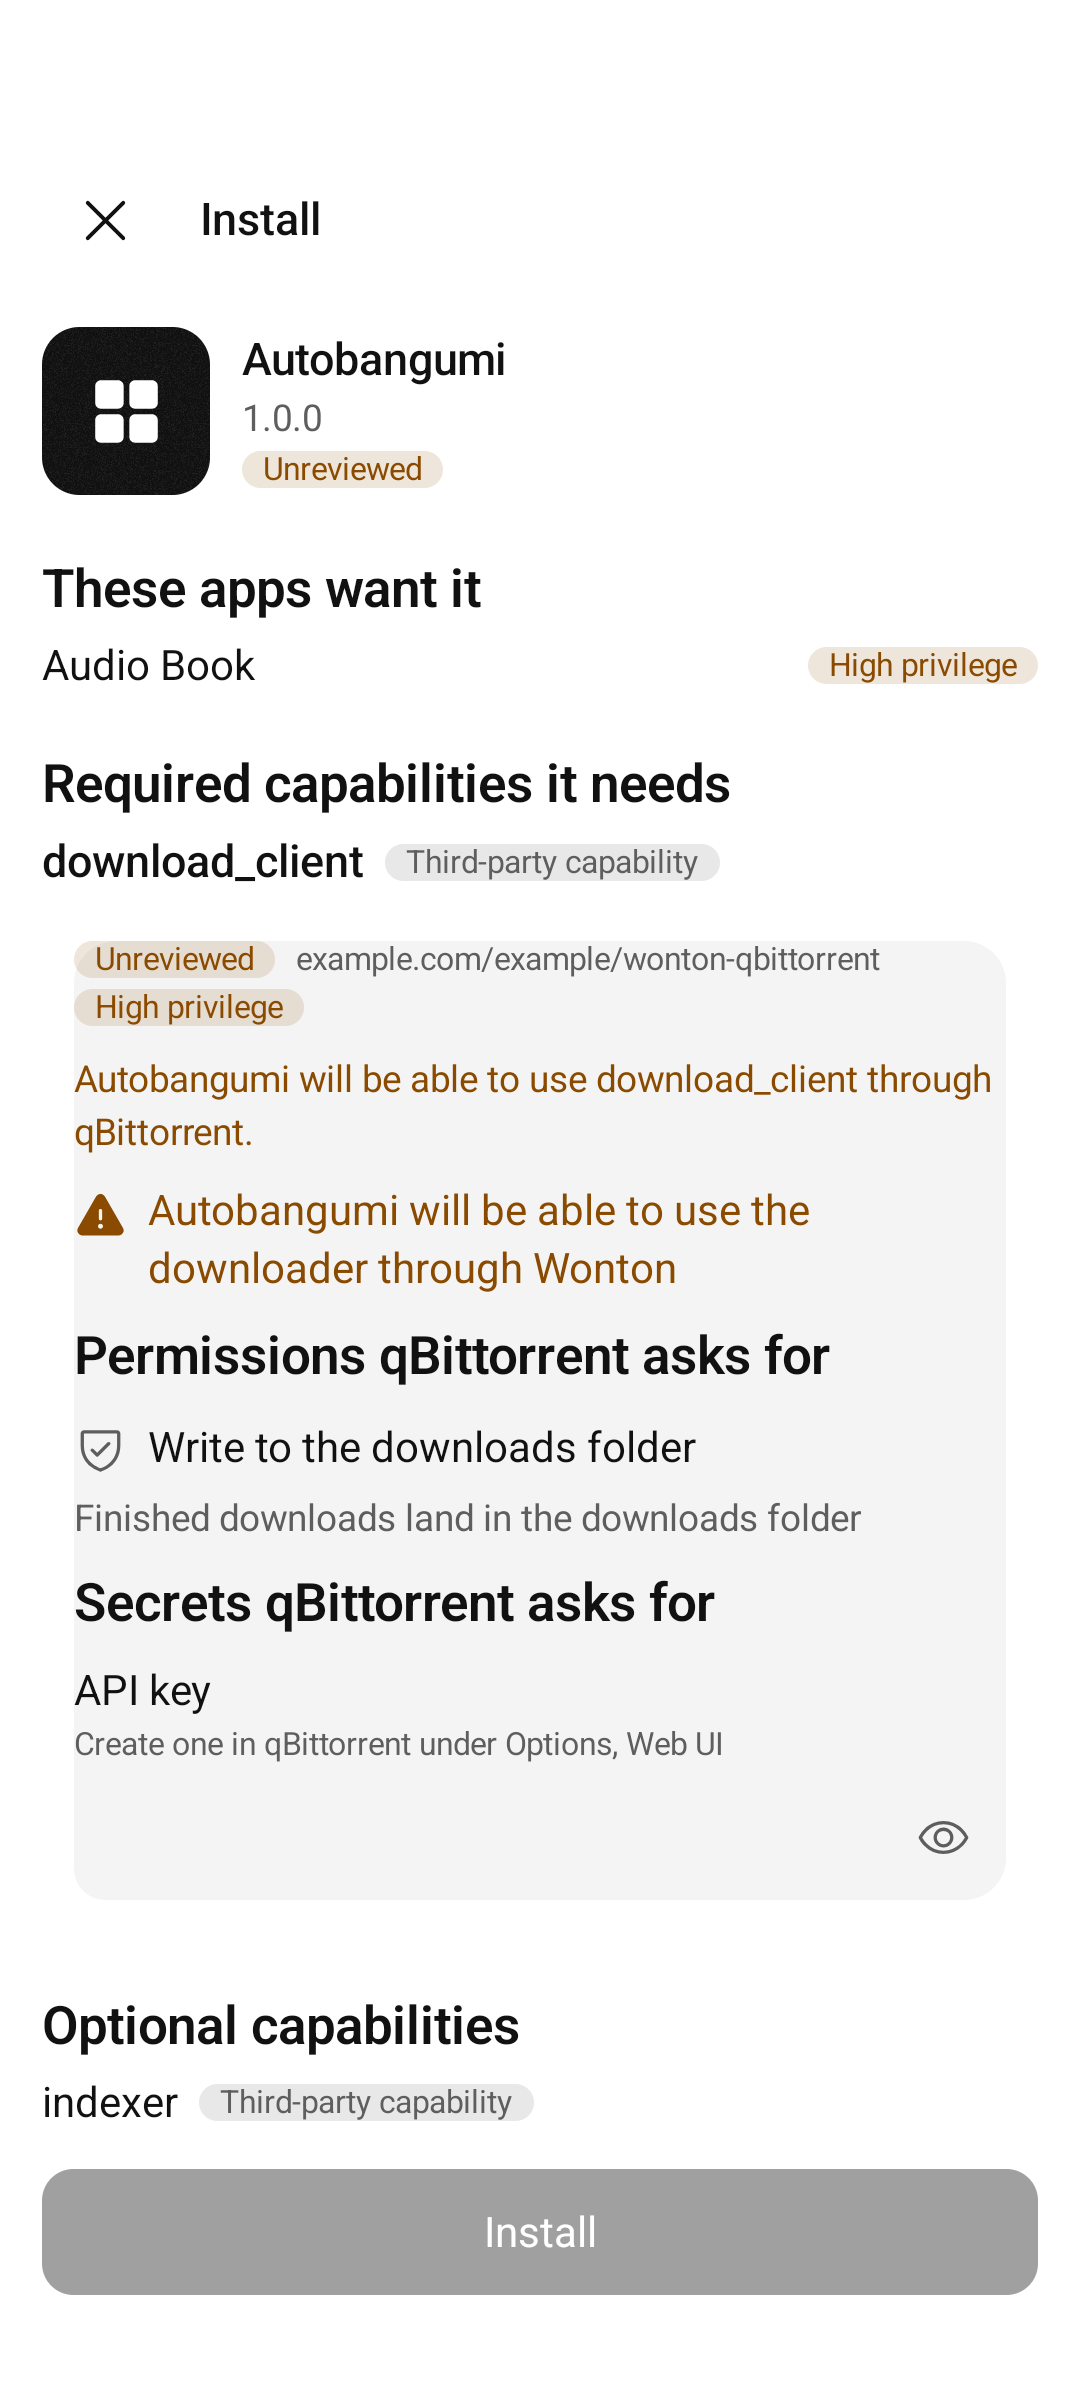 Install
Autobangumi
1.0.0
Unreviewed
These apps want it
Audio Book
High privilege
Required capabilities it needs
download_client
Third-party capability
Unreviewed
example.com/example/wonton-qbittorrent
High privilege
Autobangumi will be able to use download_client through
qBittorrent.
Autobangumi will be able to use the
downloader through Wonton
Permissions qBittorrent asks for
Write to the downloads folder
Finished downloads land in the downloads folder
Secrets qBittorrent asks for
API key
Create one in qBittorrent under Options, Web UI
Optional capabilities
indexer
Third-party capability
Install